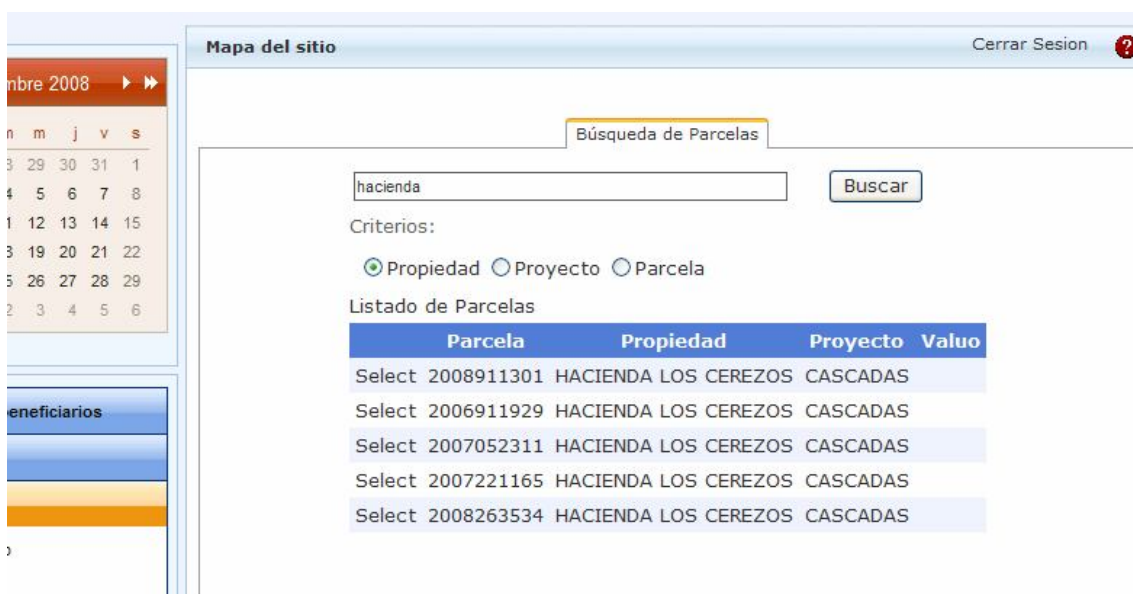 Mapa del sitio
Cerrar Sesion
?
2008
m j v s
29 30 31 1
5 6 7 8
12 13 14 15
19 20 21 22
26 27 28 29
3 4 5 6
Búsqueda de Parcelas
hacienda
Buscar
Criterios:
Propiedad Proyecto Parcela
Listado de Parcelas
Parcela Propiedad Proyecto Valuo
Select 2008911301 HACIENDA LOS CEREZOS CASCADAS
Select 2006911929 HACIENDA LOS CEREZOS CASCADAS
Select 2007052311 HACIENDA LOS CEREZOS CASCADAS
Select 2007221165 HACIENDA LOS CEREZOS CASCADAS
Select 2008263534 HACIENDA LOS CEREZOS CASCADAS